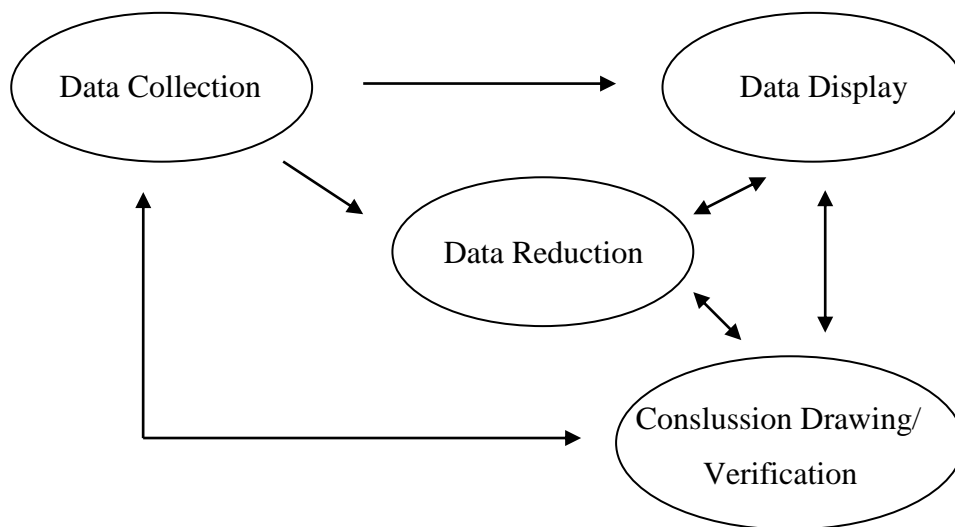 Data Collection
Data Display
Data Reduction
Conslussion Drawing/
Verification